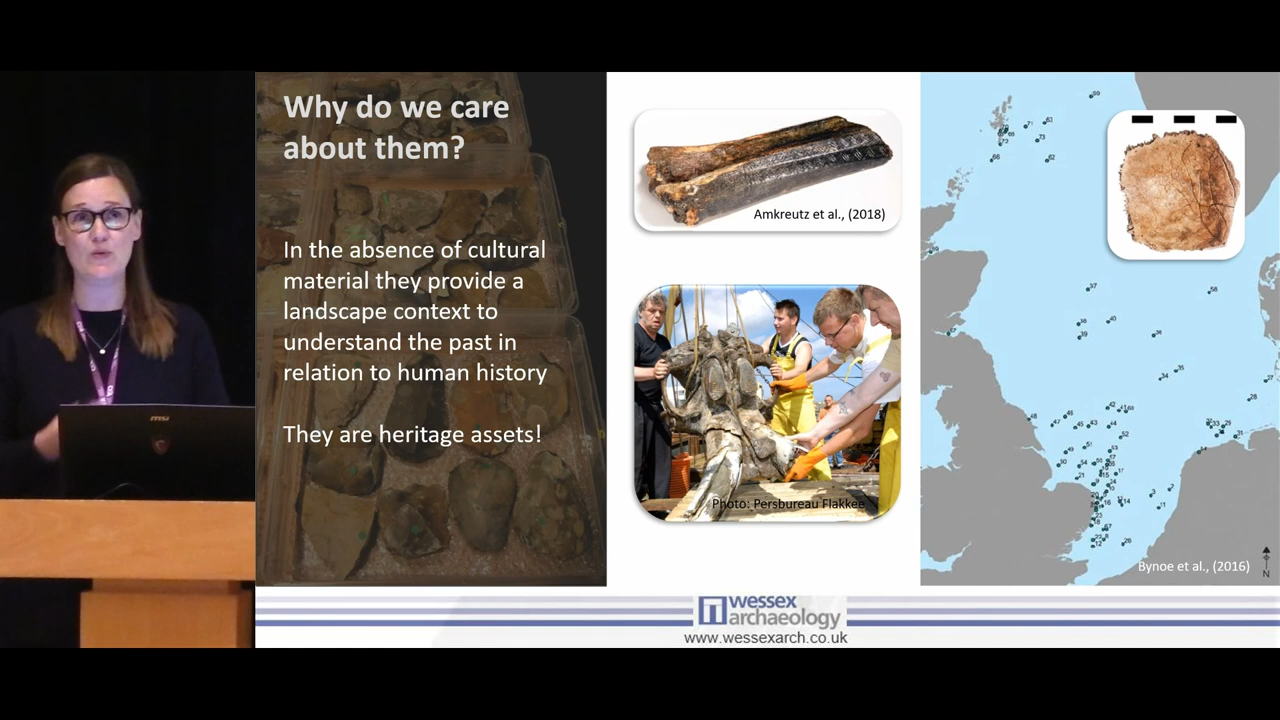 Why do we care
about them?
In the absence of cultural
material they provide a
landscape context to
understand the past in
relation to human history
They are heritage assets!
Amkreutz et al., (2018)
Photo: Persbureau Flakkee
Bynoe et al., (2016)
N
msi
wessex
archaeology
www.wessexarch.co.uk